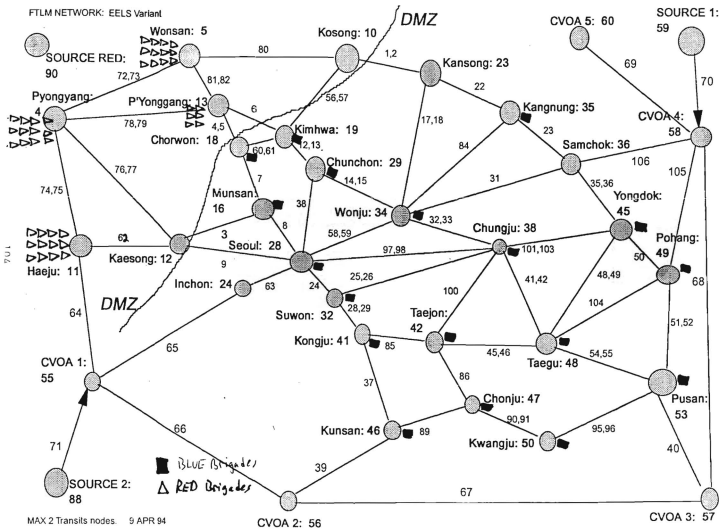 FTLM NETWORK: EELS Variant
Wonsan: 5
Kosong: 10
DMZ
CVOA 5: 60
SOURCE 1:
59
SOURCE RED:
90
80
1,2
Kansong: 23
69
70
72,73
81,82
56,57
22
Pyongyang:
4
P'Yonggang: 13
6
Kimhwa: 19
17,18
Kangnung: 35
CVOA 4:
58
78,79
4,5
Chorwon: 18
60,61
12,13
Chunchon: 29
84
23
Samchok: 36
106
105
76,77
7
14,15
31
35,36
Yongdok:
45
74,75
Munsan:
16
38
Wonju: 34
32,33
Chungju: 38
Pohang:
49
3
8
58,59
101,103
50
62
Seoul: 28
97,98
48,49
68
Haeju: 11
Kaesong: 12
9
25,26
41,42
104
Inchon: 24
63
24
100
DMZ
Suwon: 32
28,29
Taejon:
42
51,52
64
Kongju: 41
85
45,46
Taegu: 48
54,55
65
CVOA 1:
55
37
86
Chonju: 47
Pusan:
53
66
Kunsan: 46
89
90,91
95,96
Kwangju: 50
40
71
39
BLUE Brigades
RED Brigades
SOURCE 2:
88
67
MAX 2 Transits nodes. 9 APR 94
CVOA 2: 56
CVOA 3: 57
101